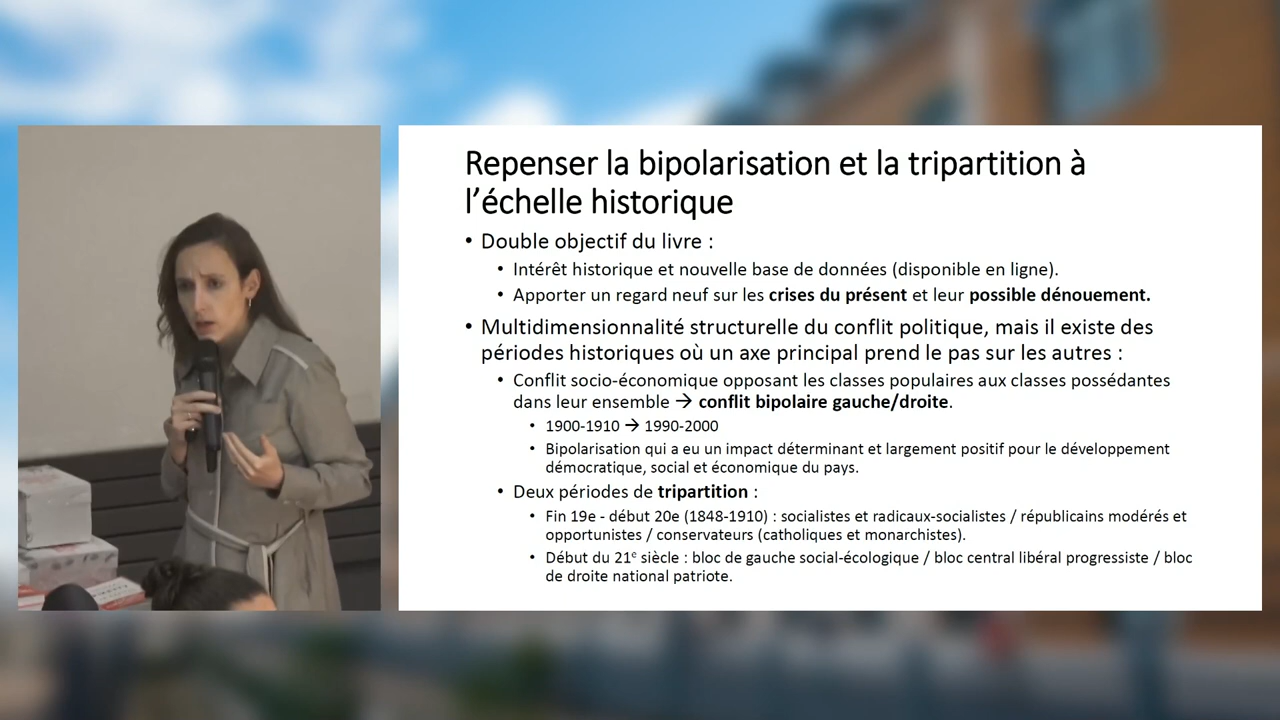 Repenser la bipolarisation et la tripartition à
l’échelle historique
• Double objectif du livre :
• Intérêt historique et nouvelle base de données (disponible en ligne).
• Apporter un regard neuf sur les crises du présent et leur possible dénouement.
• Multidimensionnalité structurelle du conflit politique, mais il existe des
périodes historiques où un axe principal prend le pas sur les autres :
• Conflit socio-économique opposant les classes populaires aux classes possédantes
dans leur ensemble → conflit bipolaire gauche/droite.
• 1900-1910 → 1990-2000
• Bipolarisation qui a eu un impact déterminant et largement positif pour le développement
démocratique, social et économique du pays.
• Deux périodes de tripartition :
• Fin 19e - début 20e (1848-1910) : socialistes et radicaux-socialistes / républicains modérés et
opportunistes / conservateurs (catholiques et monarchistes).
• Début du 21e siècle : bloc de gauche social-écologique / bloc central libéral progressiste / bloc
de droite national patriote.